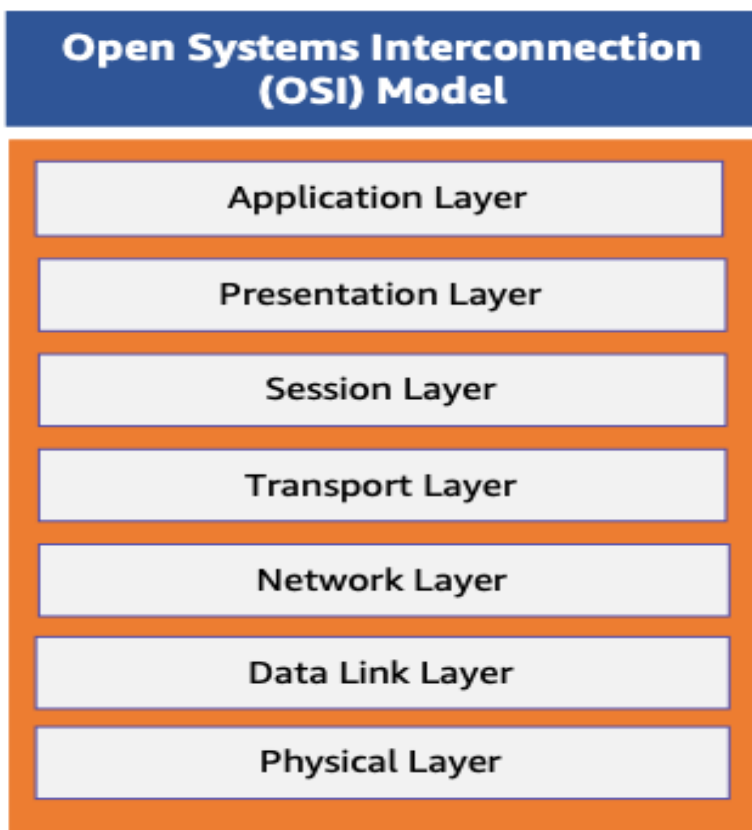 Open Systems Interconnection
(OSI) Model
Application Layer
Presentation Layer
Session Layer
Transport Layer
Network Layer
Data Link Layer
Physical Layer